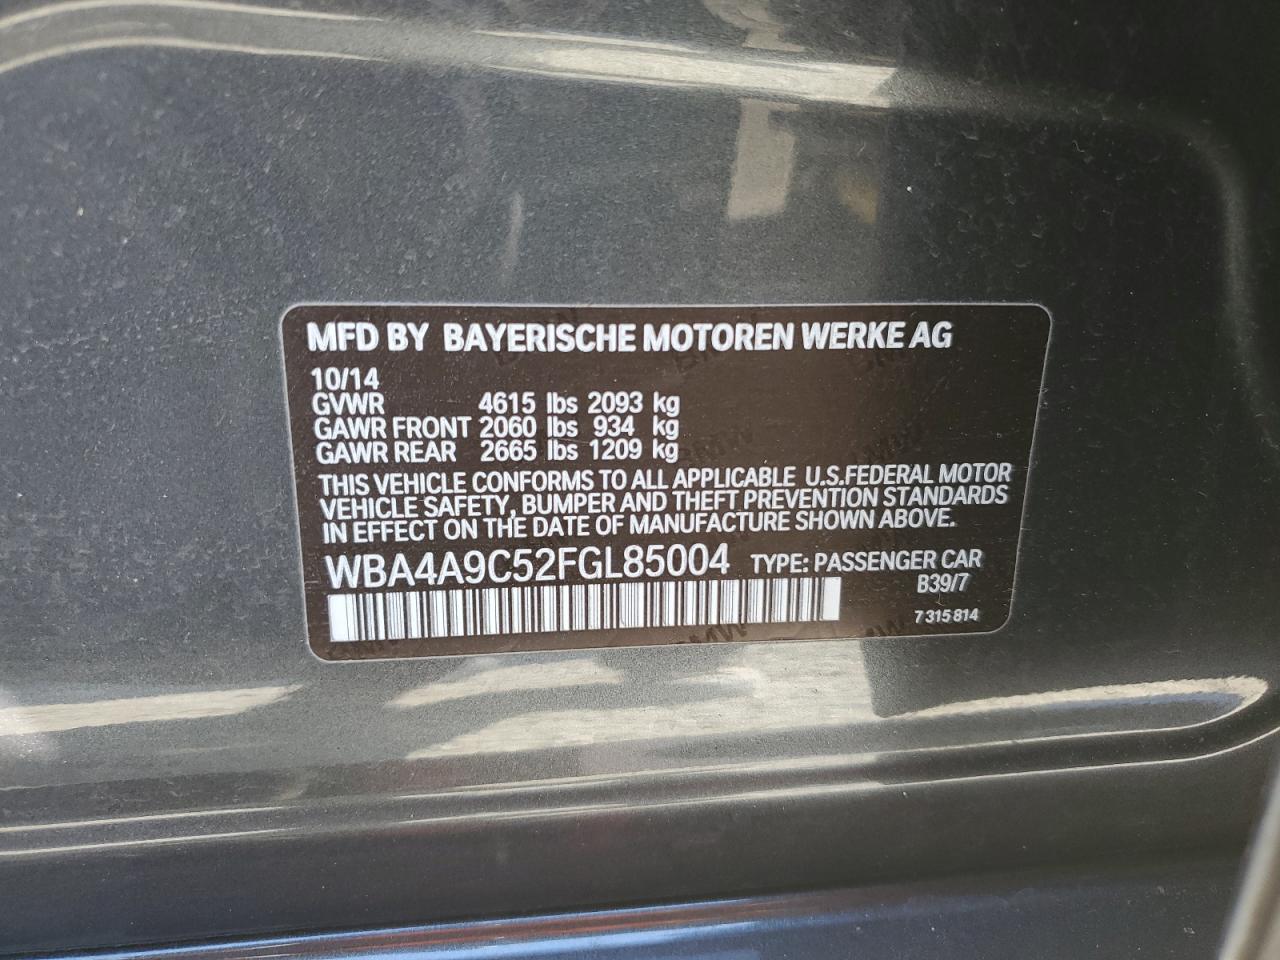 MFD BY BAYERISCHE MOTOREN WERKE AG
10/14
GVWR 4615 lbs 2093 kg
GAWR FRONT 2060 lbs 934 kg
GAWR REAR 2665 lbs 1209 kg
THIS VEHICLE CONFORMS TO ALL APPLICABLE U.S.FEDERAL MOTOR
VEHICLE SAFETY, BUMPER AND THEFT PREVENTION STANDARDS
IN EFFECT ON THE DATE OF MANUFACTURE SHOWN ABOVE.
WBA4A9C52FGL85004 TYPE: PASSENGER CAR
B39/7
7 315 814